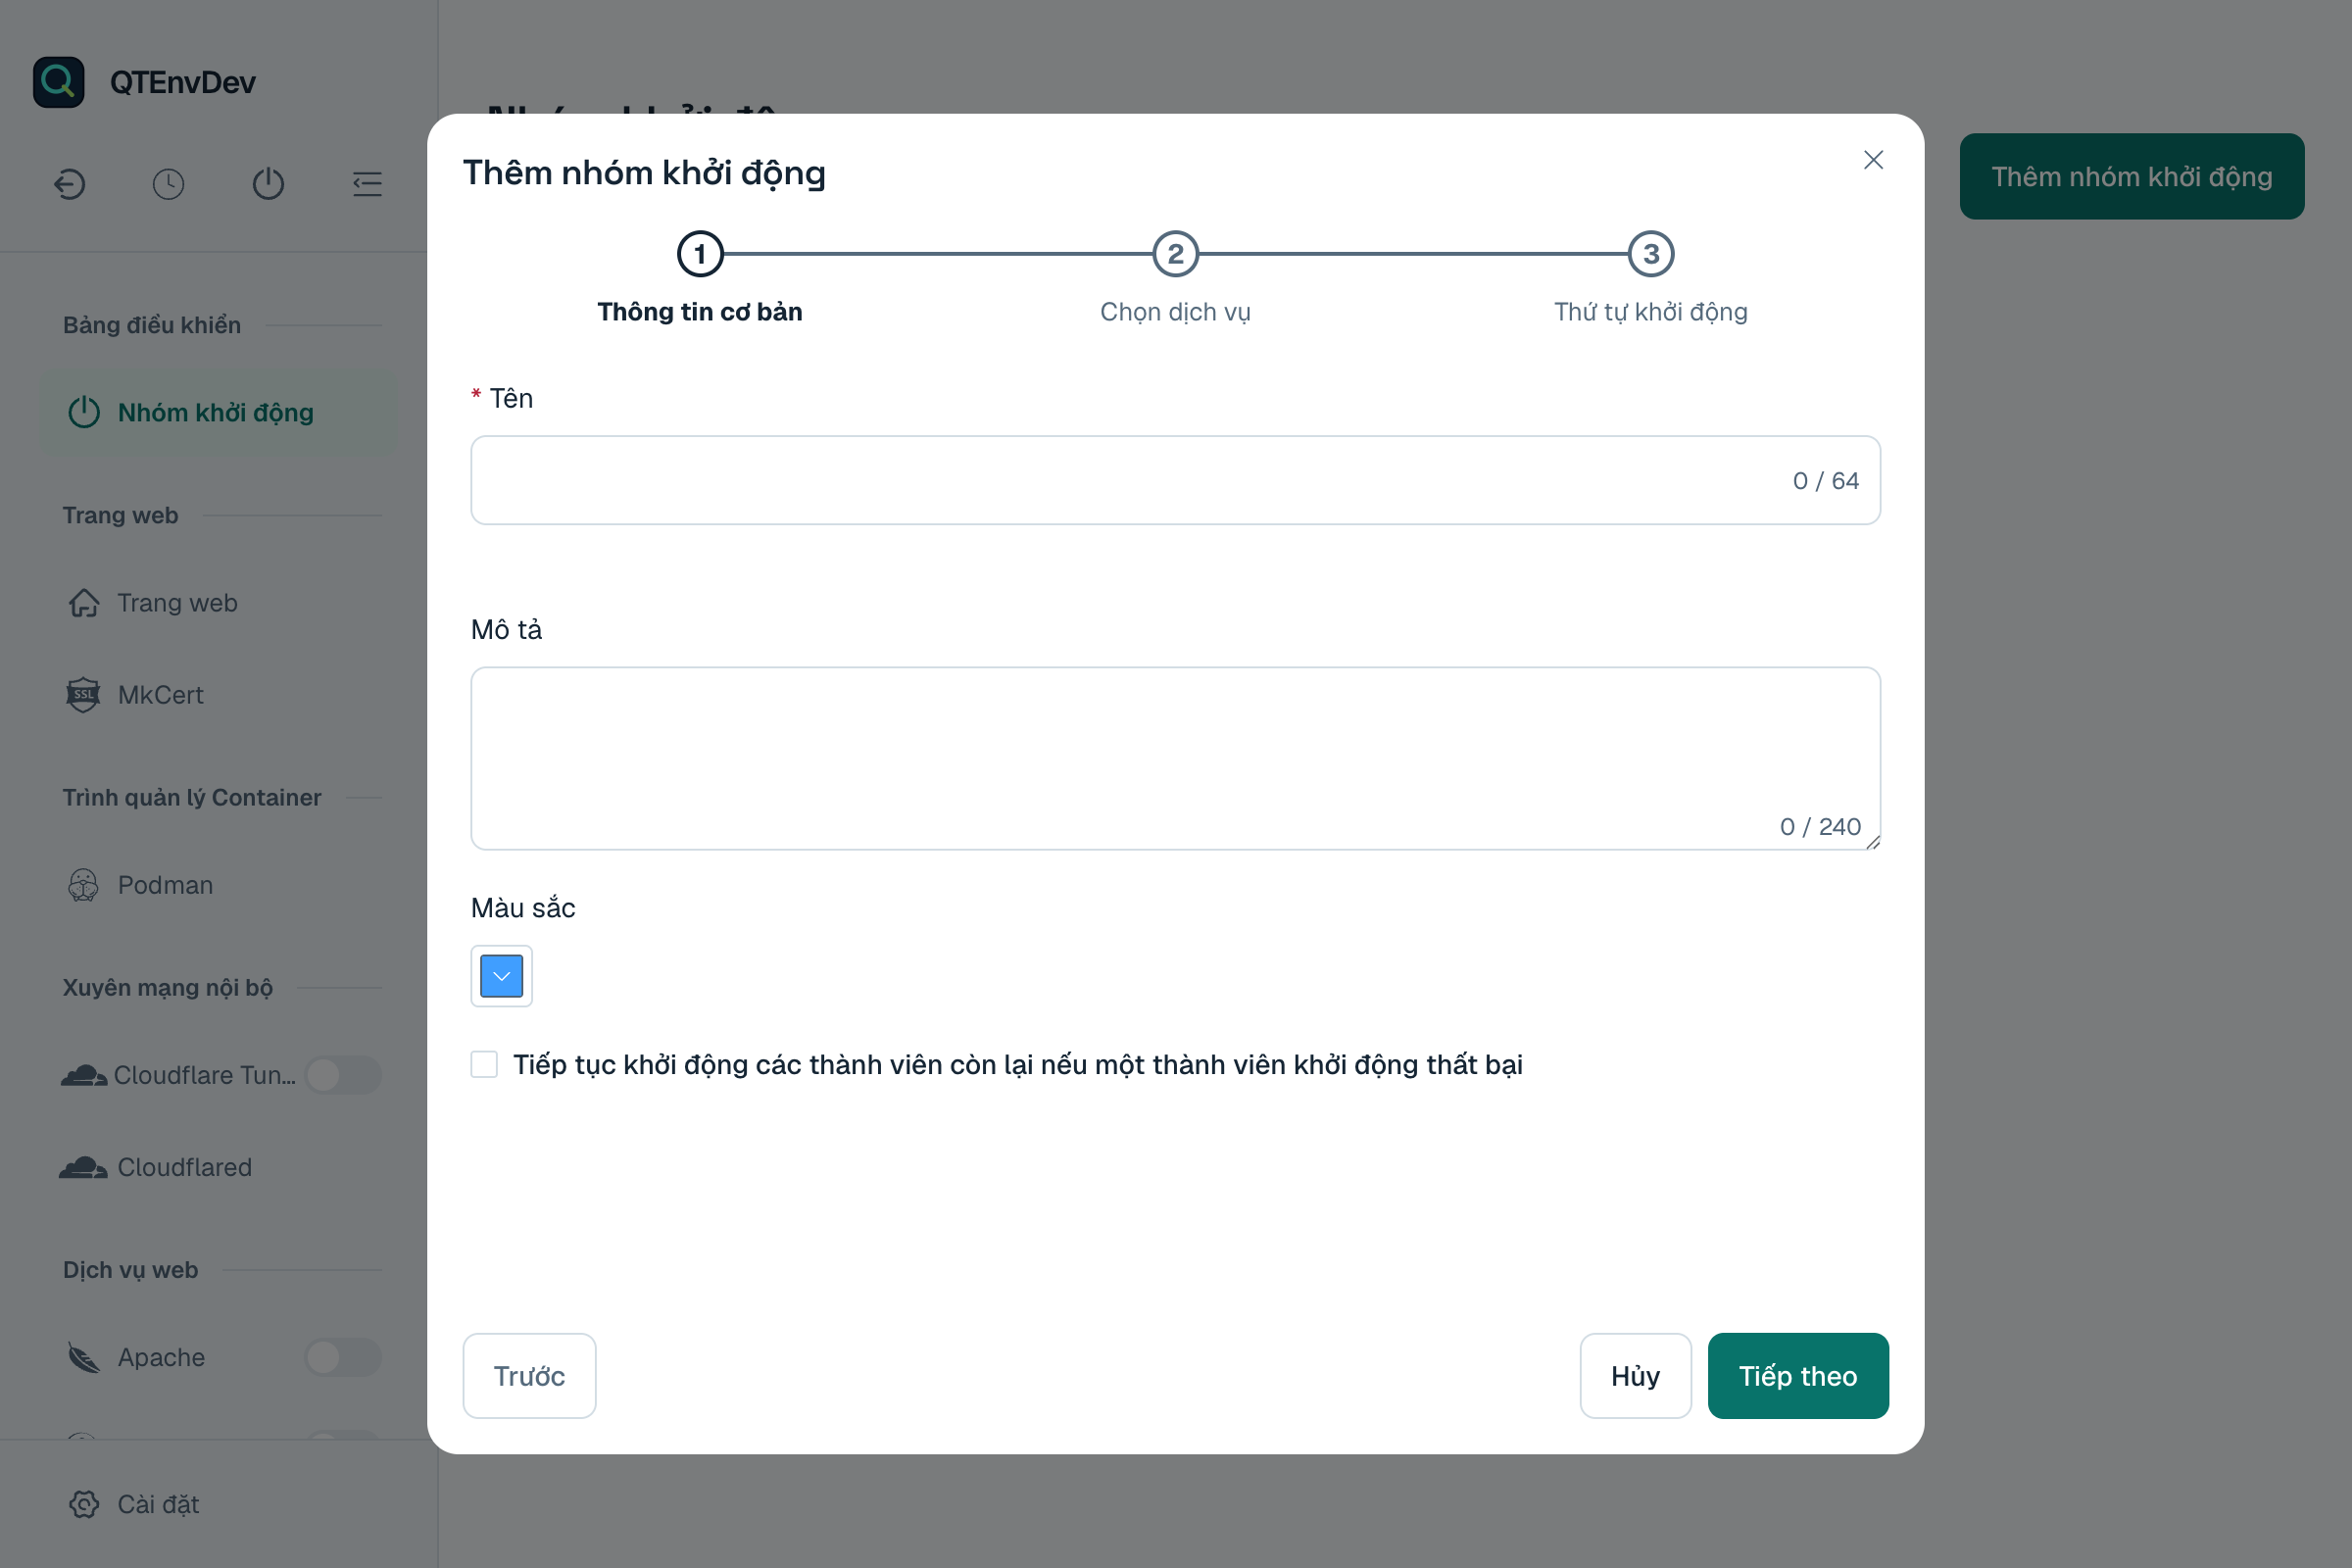 QTEnvDev
Bảng điều khiển
Nhóm khởi động
Trang web
Trang web
SSL
MkCert
Trình quản lý Container
Podman
Xuyên mạng nội bộ
Cloudflare Tun...
Cloudflared
Dịch vụ web
Apache
Cài đặt
Thêm nhóm khởi động
Thêm nhóm khởi động
1
2
3
Thông tin cơ bản
Chọn dịch vụ
Thứ tự khởi động
* Tên
0 / 64
Mô tả
0 / 240
Màu sắc
Tiếp tục khởi động các thành viên còn lại nếu một thành viên khởi động thất bại
Trước
Hủy
Tiếp theo